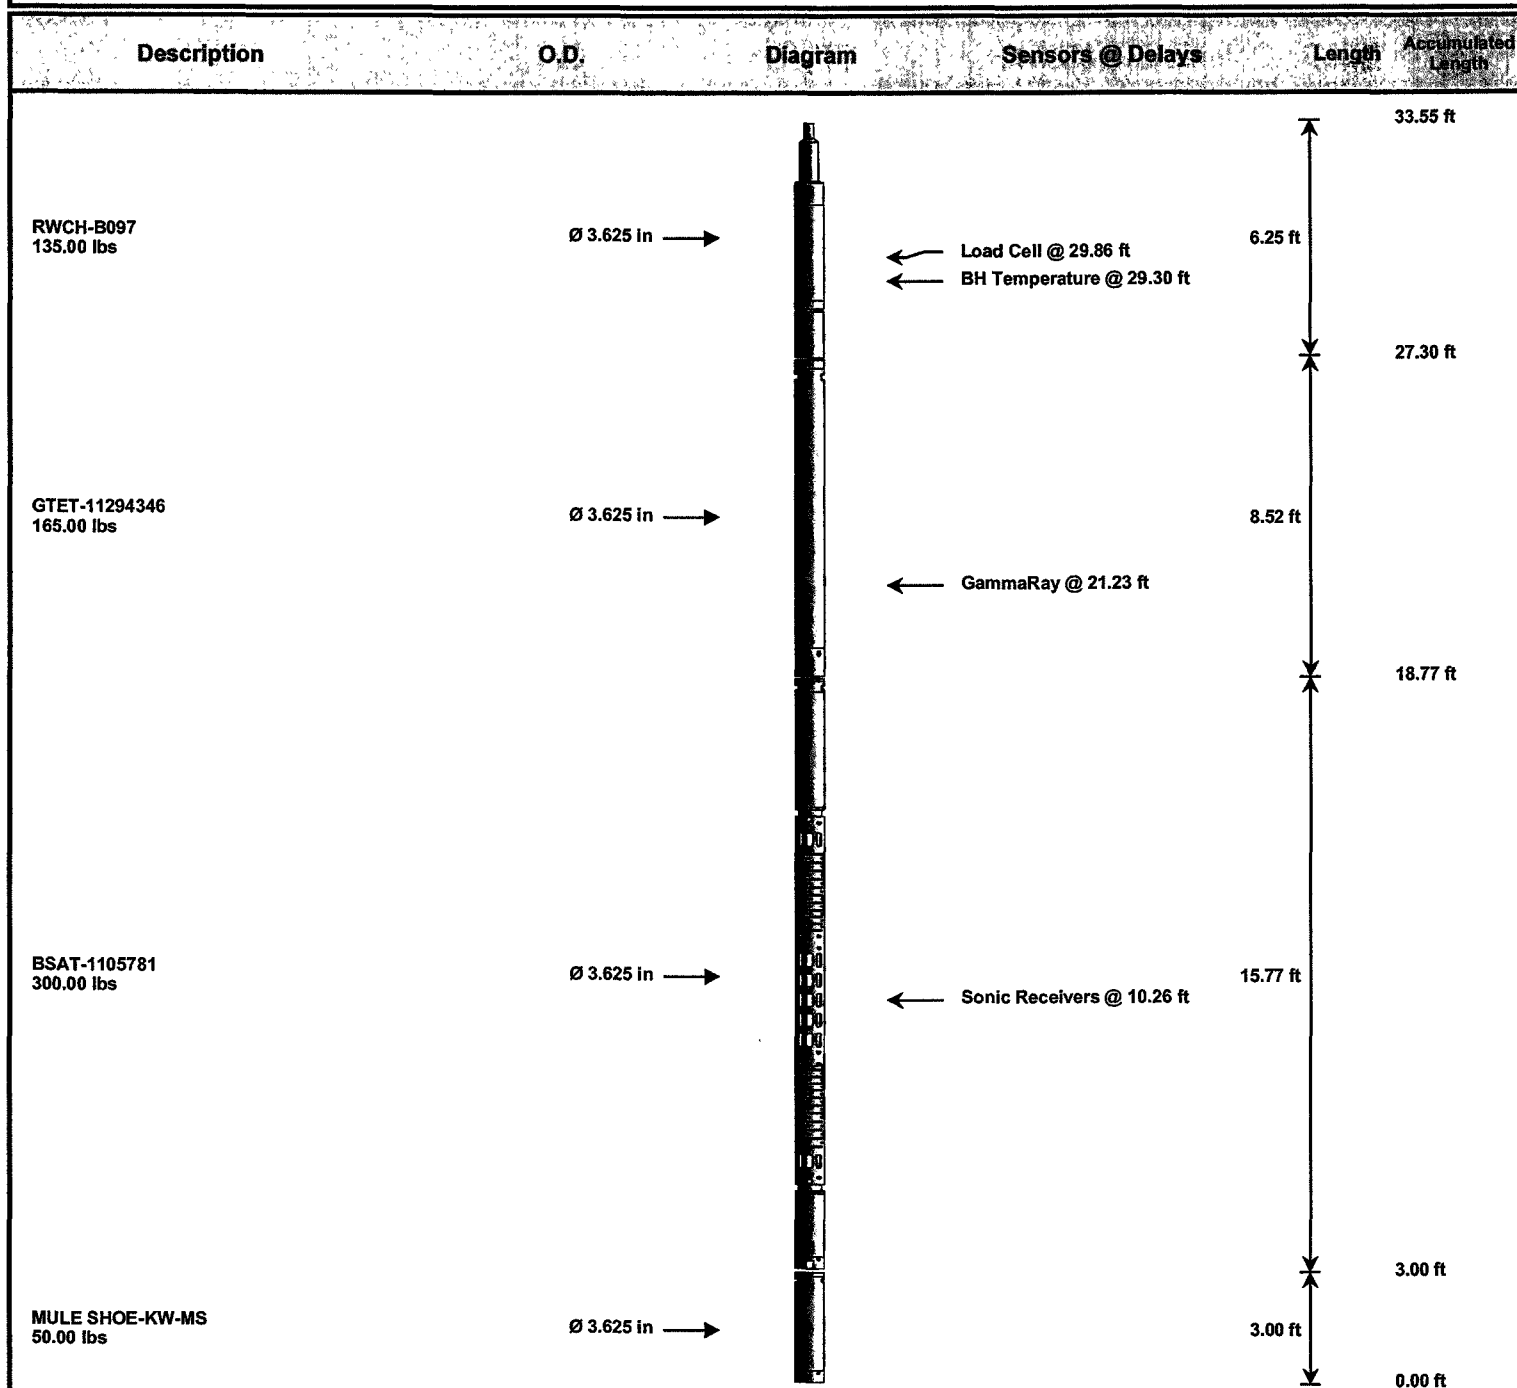 Description O.D. Diagram Sensors @ Delays Length Accumulated Length
33.55 ft
RWCH-B097
135.00 lbs
Ø 3.625 in
Load Cell @ 29.86 ft
BH Temperature @ 29.30 ft
6.25 ft
27.30 ft
GTET-11294346
165.00 lbs
Ø 3.625 in
8.52 ft
GammaRay @ 21.23 ft
18.77 ft
BSAT-1105781
300.00 lbs
Ø 3.625 in
Sonic Receivers @ 10.26 ft
15.77 ft
3.00 ft
MULE SHOE-KW-MS
50.00 lbs
Ø 3.625 in
3.00 ft
0.00 ft